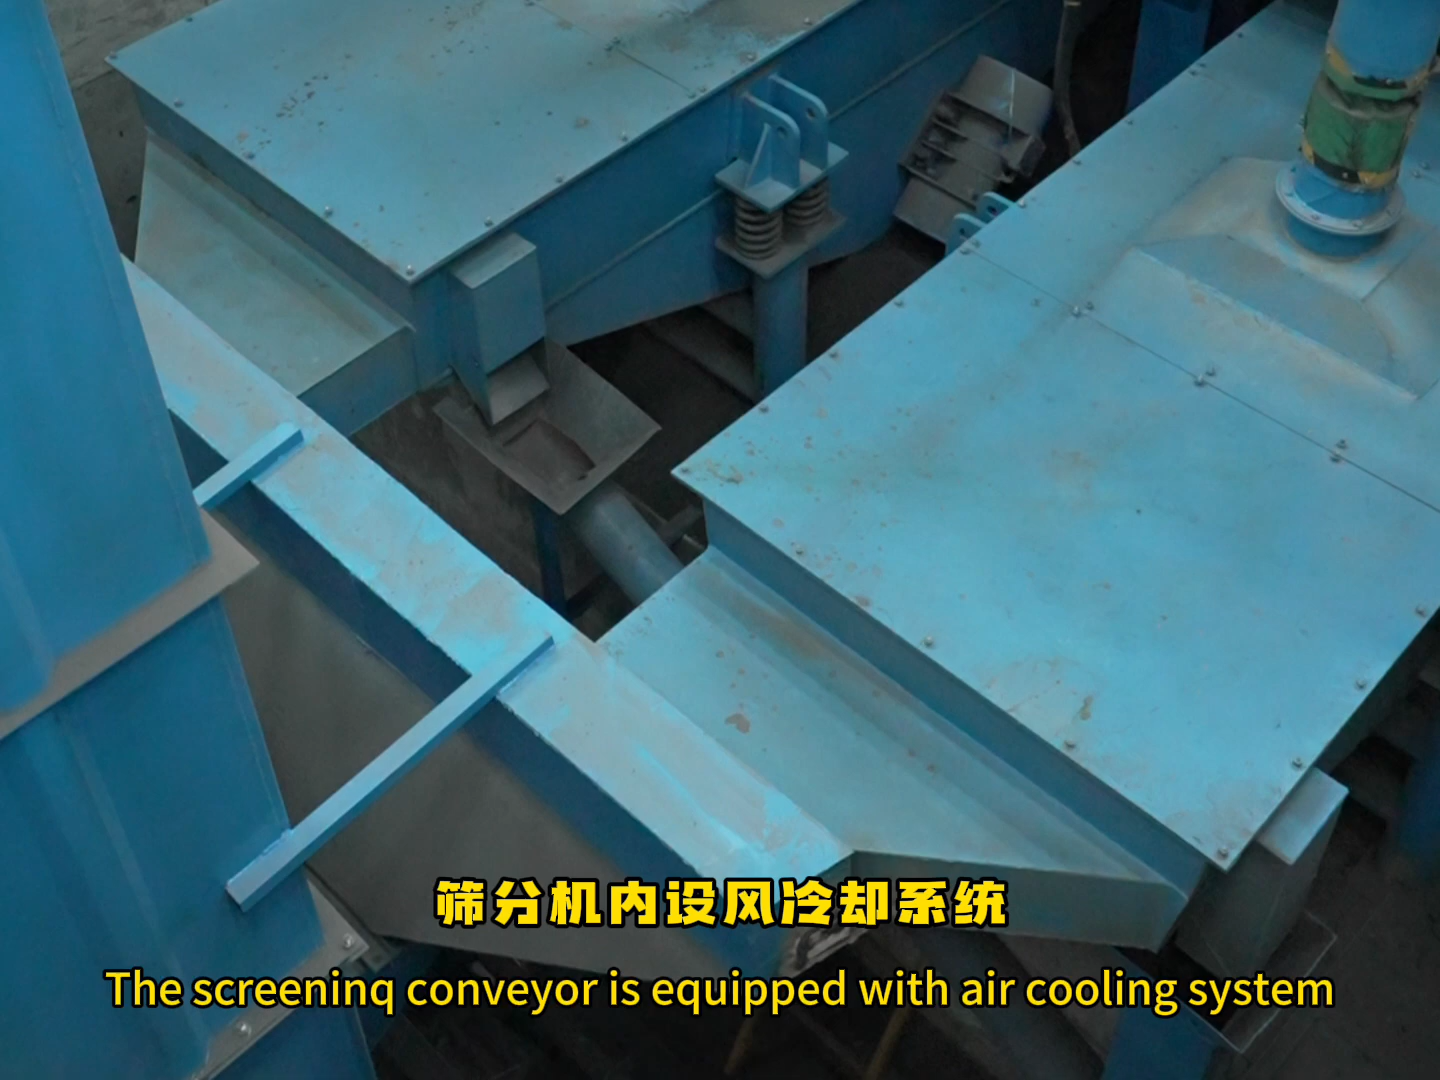 筛分机内设风冷却系统
The screeninq conveyor is equipped with air cooling system